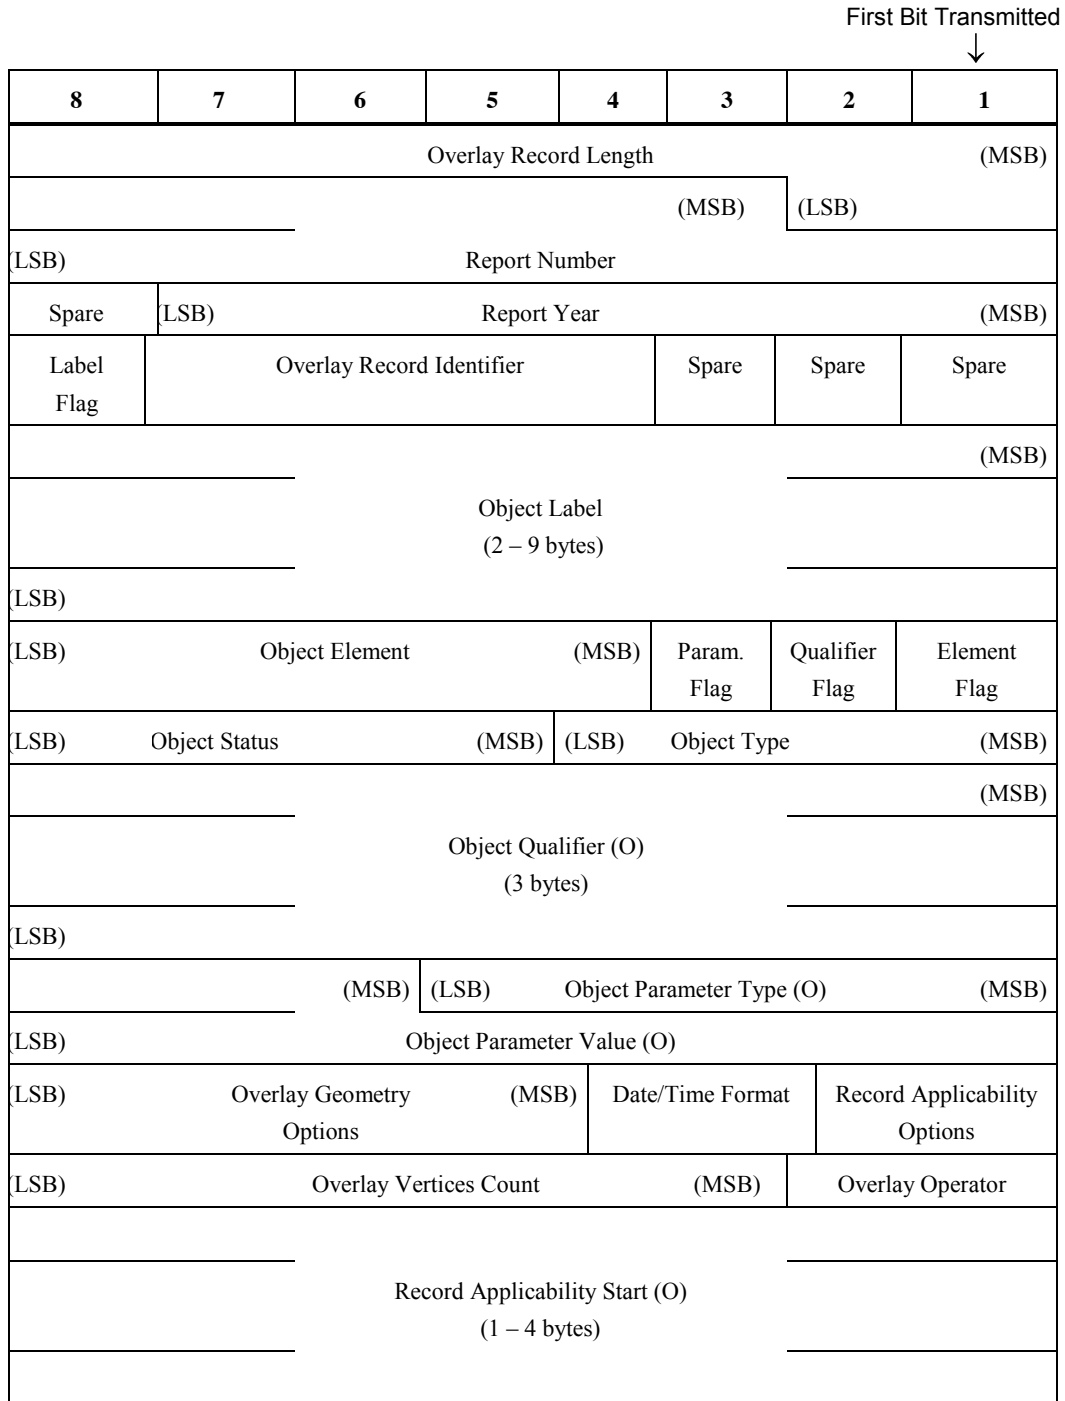 First Bit Transmitted
8 7 6 5 4 3 2 1
Overlay Record Length (MSB)
(MSB) (LSB)
(LSB) Report Number
Spare (LSB) Report Year (MSB)
Label Overlay Record Identifier Spare Spare Spare
Flag
(MSB)
Object Label
(2 – 9 bytes)
(LSB)
(LSB) Object Element (MSB) Param. Qualifier Element
Flag Flag Flag
(LSB) Object Status (MSB) (LSB) Object Type (MSB)
(MSB)
Object Qualifier (O)
(3 bytes)
(LSB)
(MSB) (LSB) Object Parameter Type (O) (MSB)
(LSB) Object Parameter Value (O)
(LSB) Overlay Geometry (MSB) Date/Time Format Record Applicability
Options Options
(LSB) Overlay Vertices Count (MSB) Overlay Operator
Record Applicability Start (O)
(1 – 4 bytes)